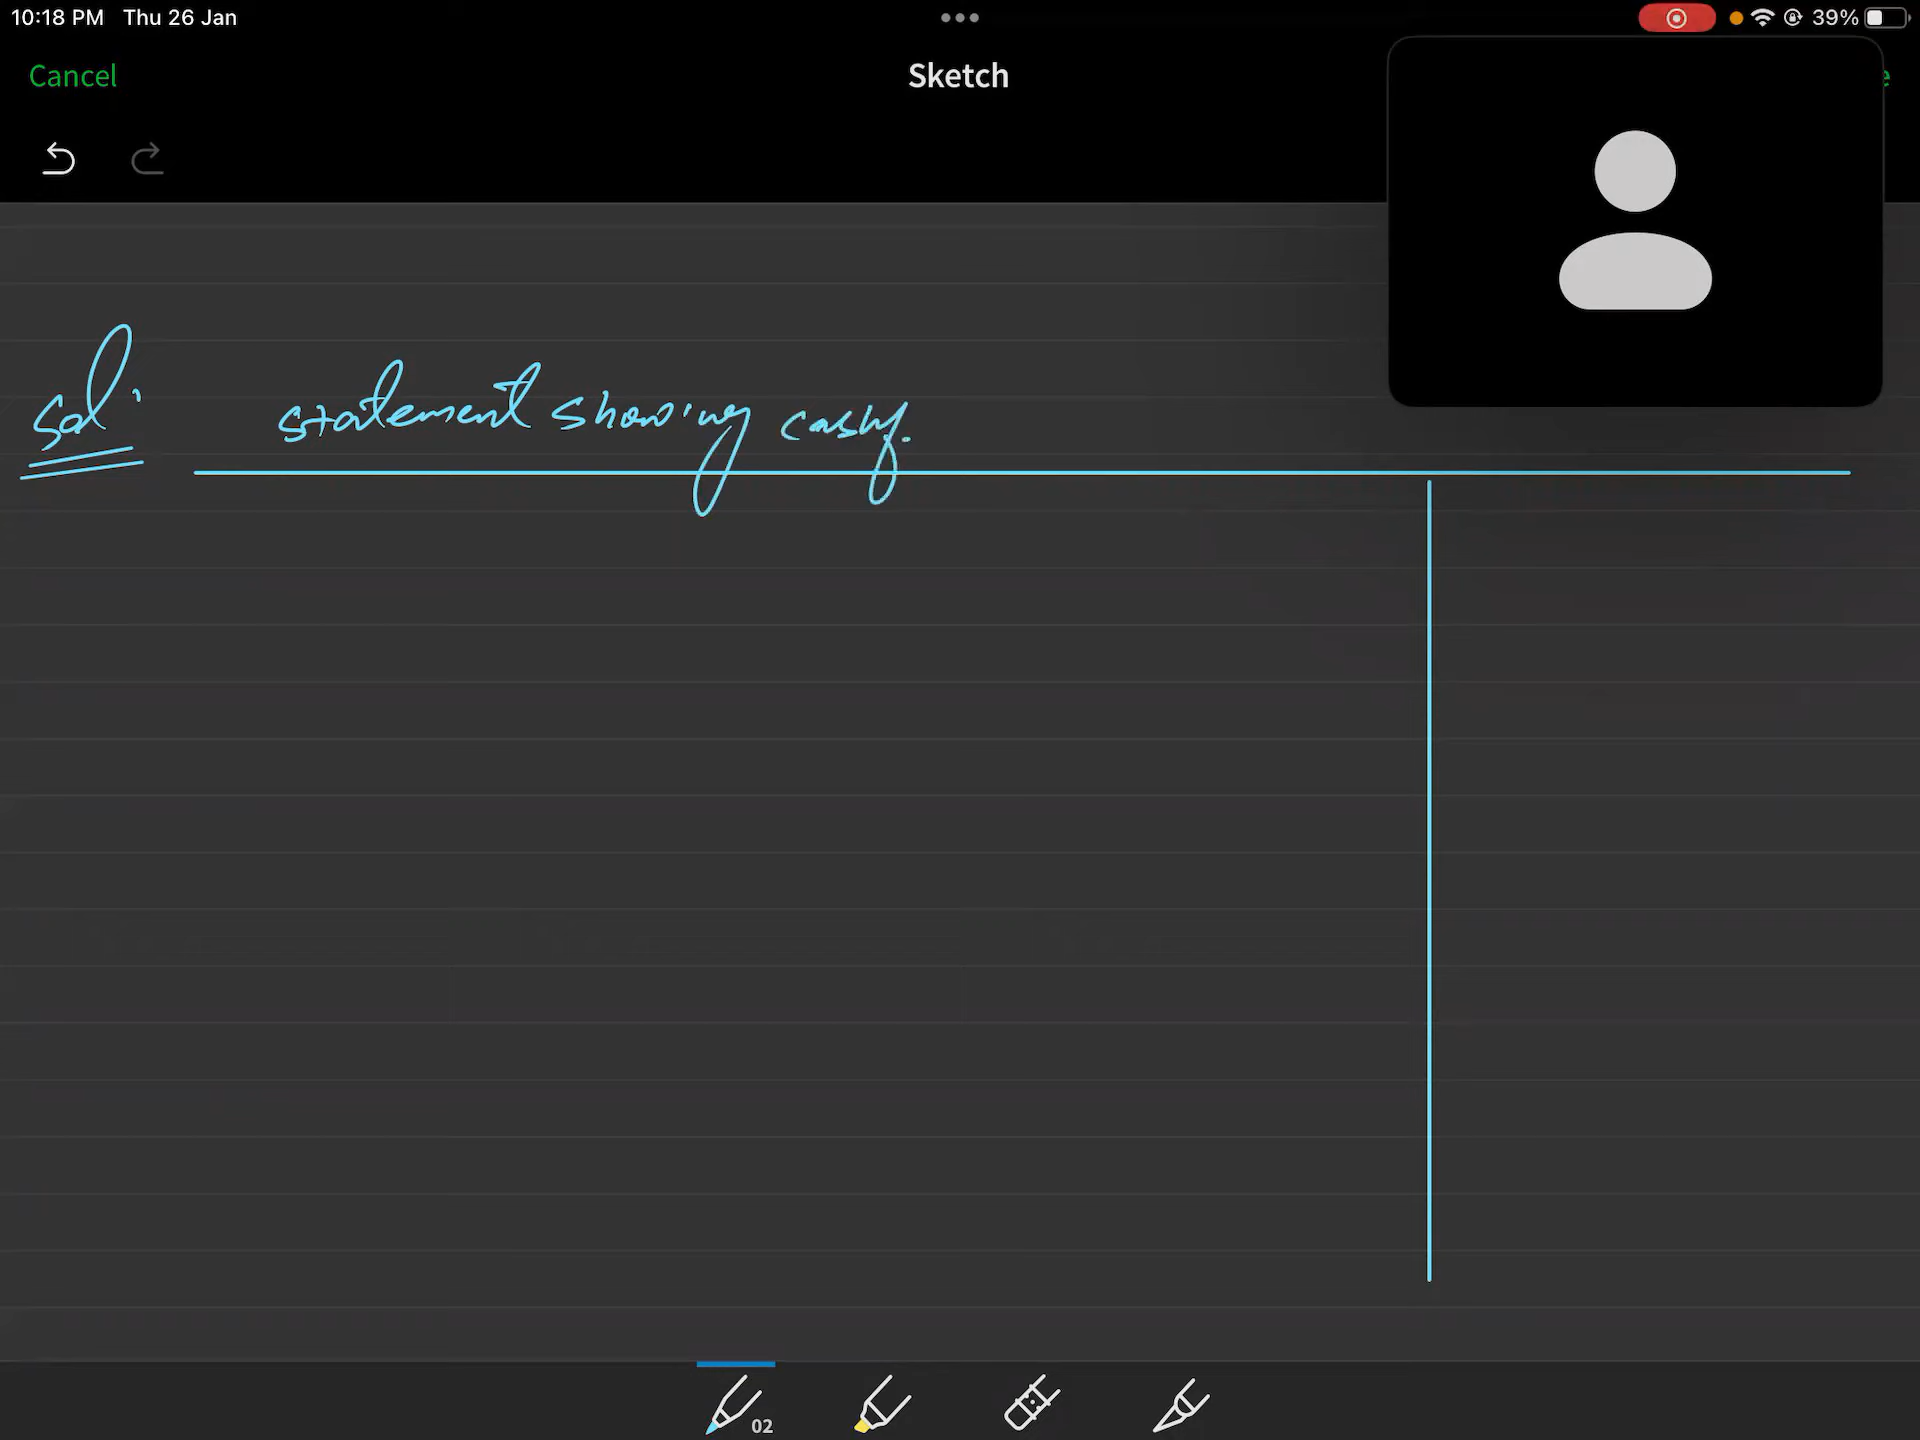 10:18 PM Thu 26 Jan
39%
Cancel
Sketch
e
Sol:
statement showing cashf.
02